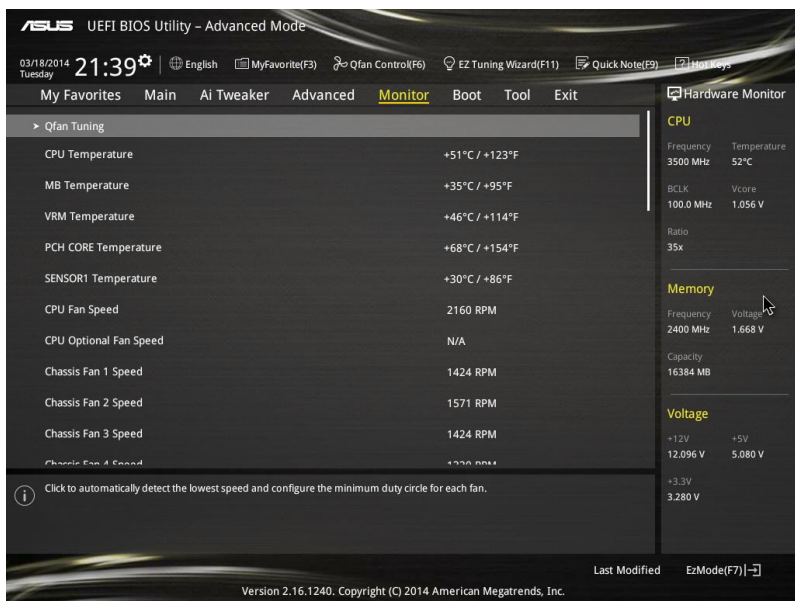 ASUS UEFI BIOS Utility – Advanced Mode
03/18/2014 Tuesday 21:39 English MyFavorite(F3) Qfan Control(F6) EZ Tuning Wizard(F11) Quick Note(F9) ? Hot Keys
My Favorites Main Ai Tweaker Advanced Monitor Boot Tool Exit
> Qfan Tuning
CPU Temperature +51°C / +123°F
MB Temperature +35°C / +95°F
VRM Temperature +46°C / +114°F
PCH CORE Temperature +68°C / +154°F
SENSOR1 Temperature +30°C / +86°F
CPU Fan Speed 2160 RPM
CPU Optional Fan Speed N/A
Chassis Fan 1 Speed 1424 RPM
Chassis Fan 2 Speed 1571 RPM
Chassis Fan 3 Speed 1424 RPM
Chassis Fan 4 Speed RPM
i Click to automatically detect the lowest speed and configure the minimum duty circle for each fan.
Hardware Monitor
CPU
Frequency Temperature
3500 MHz 52°C
BCLK Vcore
100.0 MHz 1.056 V
Ratio
35x
Memory
Frequency Voltage
2400 MHz 1.668 V
Capacity
16384 MB
Voltage
+12V +5V
12.096 V 5.080 V
+3.3V
3.280 V
Last Modified EzMode(F7)
Version 2.16.1240. Copyright (C) 2014 American Megatrends, Inc.